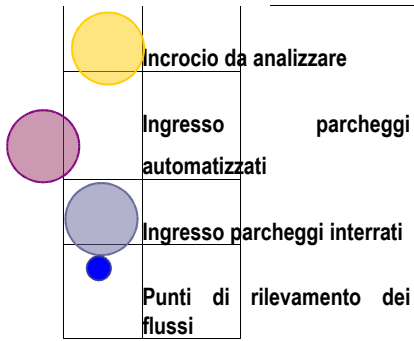 Incrocio da analizzare
Ingresso parcheggi
automatizzati
Ingresso parcheggi interrati
Punti di rilevamento dei
flussi